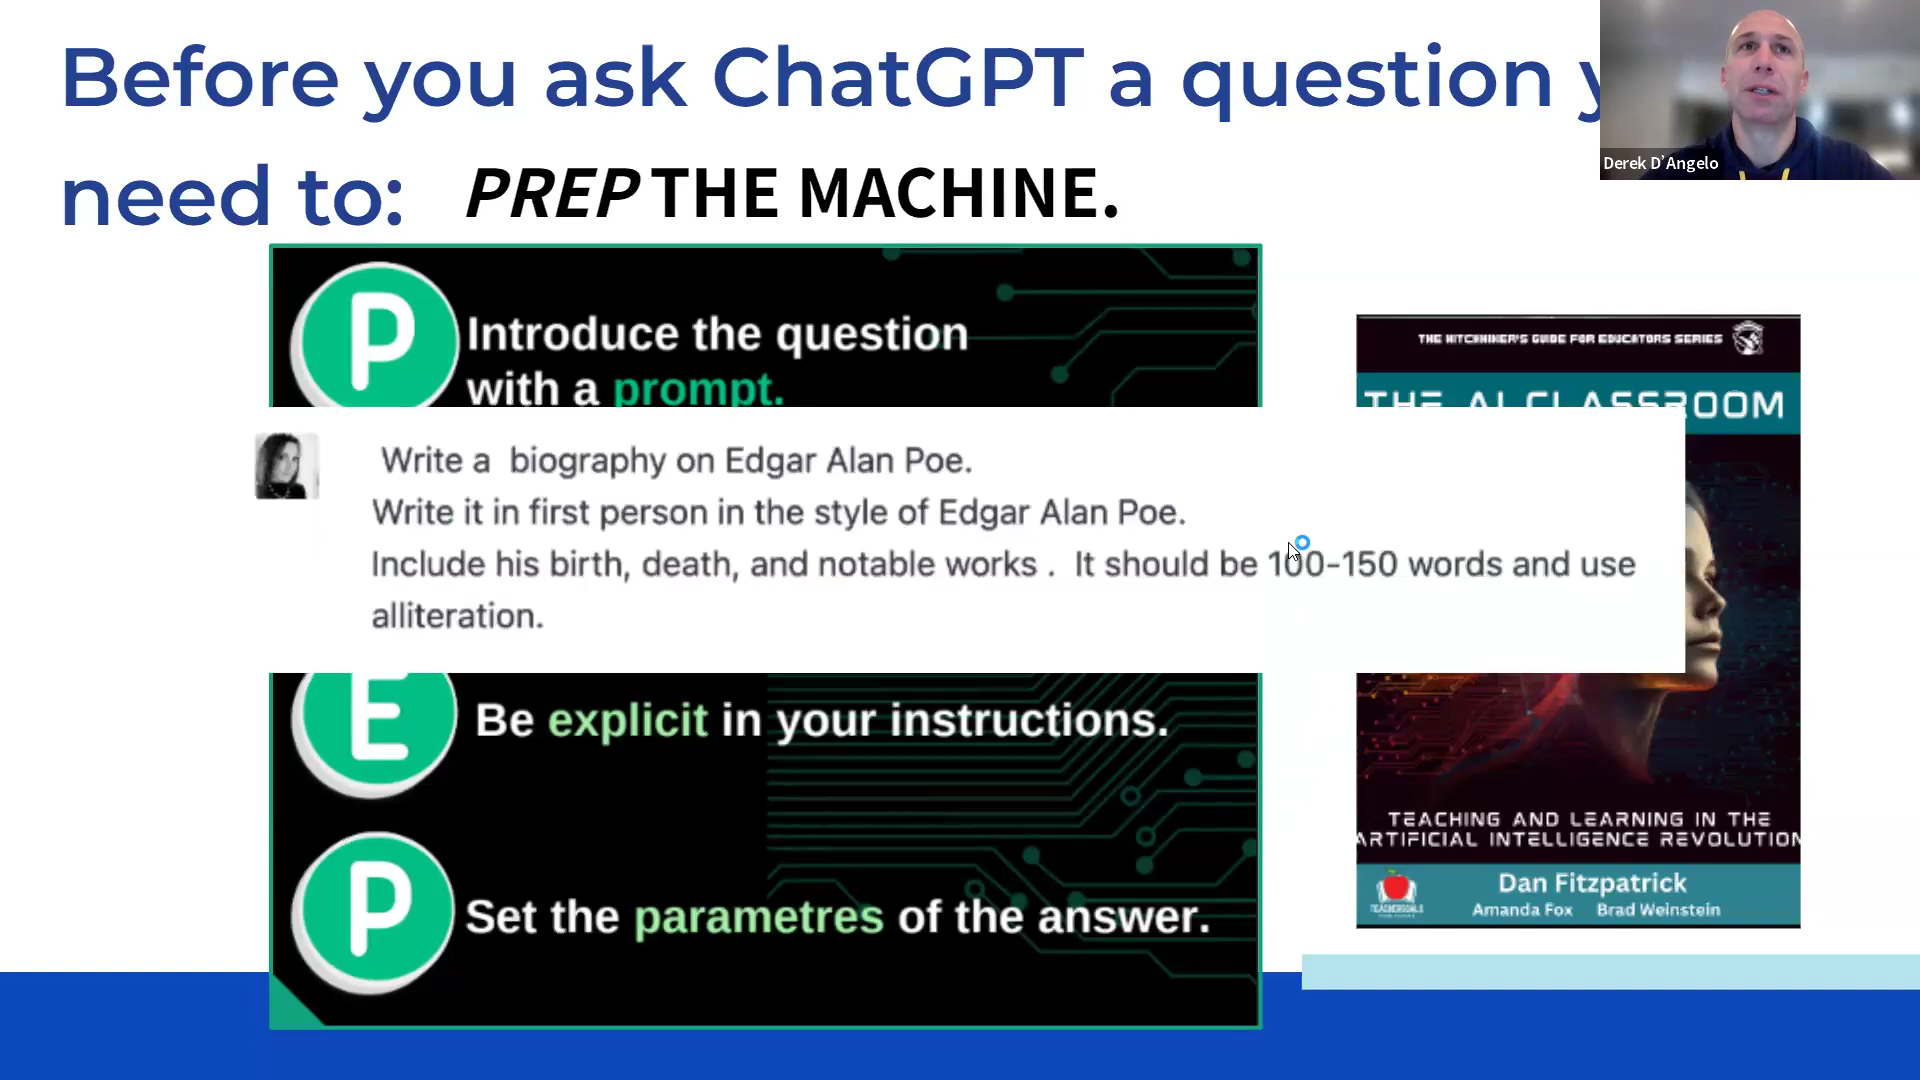 Before you ask ChatGPT a question
need to: PREP THE MACHINE.
Derek D'Angelo
P
Introduce the question
with a prompt.
THE HITCHHIKER'S GUIDE FOR EDUCATORS SERIES
THE AI CLASSROOM
Write a biography on Edgar Alan Poe.
Write it in first person in the style of Edgar Alan Poe.
Include his birth, death, and notable works . It should be 100-150 words and use
alliteration.
E
Be explicit in your instructions.
P
Set the parametres of the answer.
TEACHING AND LEARNING IN THE
ARTIFICIAL INTELLIGENCE REVOLUTION
TEACHERGOALS
Dan Fitzpatrick
Amanda Fox Brad Weinstein